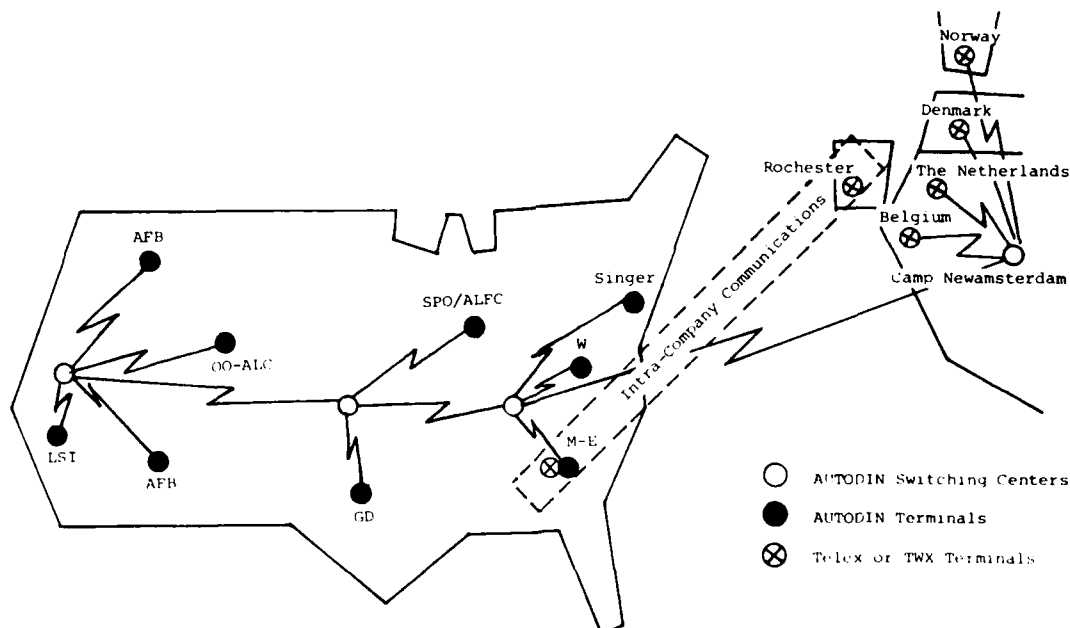 Norway
Denmark
Rochester
The Netherlands
Belgium
Camp Newamsterdam
AFB
Singer
SPO/ALFC
W
OO-ALC
Intra-Company Communications
M-E
LSI
AFB
GD
AUTODIN Switching Centers
AUTODIN Terminals
Telex or TWX Terminals